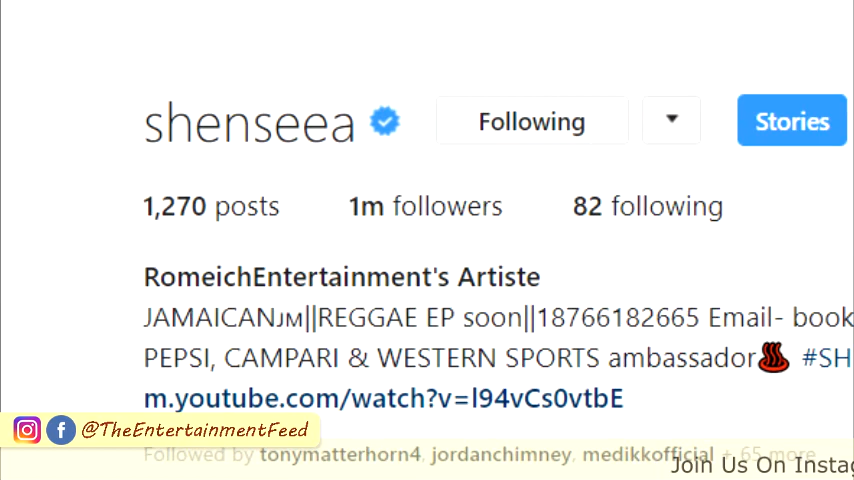 shenseea Following Stories
1,270 posts 1m followers 82 following
RomeichEntertainment's Artiste
JAMAICANJM||REGGAE EP soon||18766182665 Email- book
PEPSI, CAMPARI & WESTERN SPORTS ambassador♨ #SH
m.youtube.com/watch?v=l94vCs0vtbE
@TheEntertainmentFeed
Followed by tonymatterhorn4, jordanchimney, medikkofficial + 65 more
Join Us On Insta